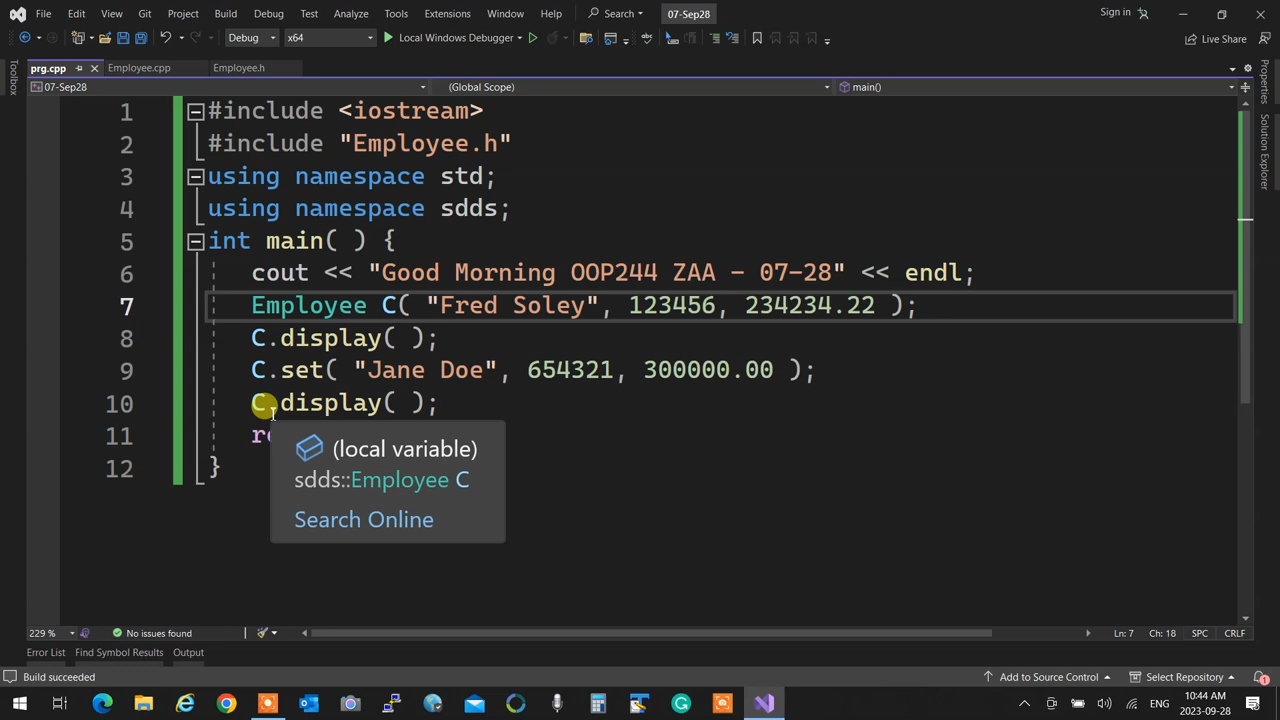 File Edit View Git Project Build Debug Test Analyze Tools Extensions Window Help Search 07-Sep28 Sign in
Debug x64 Local Windows Debugger Live Share
prg.cpp Employee.cpp Employee.h
07-Sep28 (Global Scope) main()
Toolbox
Properties
Solution Explorer
1 #include <iostream>
2 #include "Employee.h"
3 using namespace std;
4 using namespace sdds;
5 int main( ) {
6 cout << "Good Morning OOP244 ZAA - 07-28" << endl;
7 Employee C( "Fred Soley", 123456, 234234.22 );
8 C.display( );
9 C.set( "Jane Doe", 654321, 300000.00 );
10 C.display( );
11 re
12 }
(local variable)
sdds::Employee C
Search Online
229 % No issues found Ln: 7 Ch: 18 SPC CRLF
Error List Find Symbol Results Output
Build succeeded Add to Source Control Select Repository 1
10:44 AM
ENG 2023-09-28